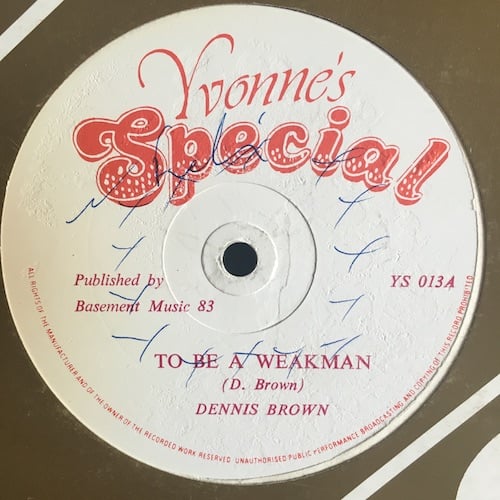 Yvonne's
Special
Published by
Basement Music 83
YS 013A
TO BE A WEAKMAN
(D. Brown)
DENNIS BROWN
ALL RIGHTS OF THE MANUFACTURER AND OF THE OWNER OF THE RECORDED WORK RESERVED. UNAUTHORISED PUBLIC PERFORMANCE BROADCASTING AND COPYING OF THIS RECORD PROHIBITED